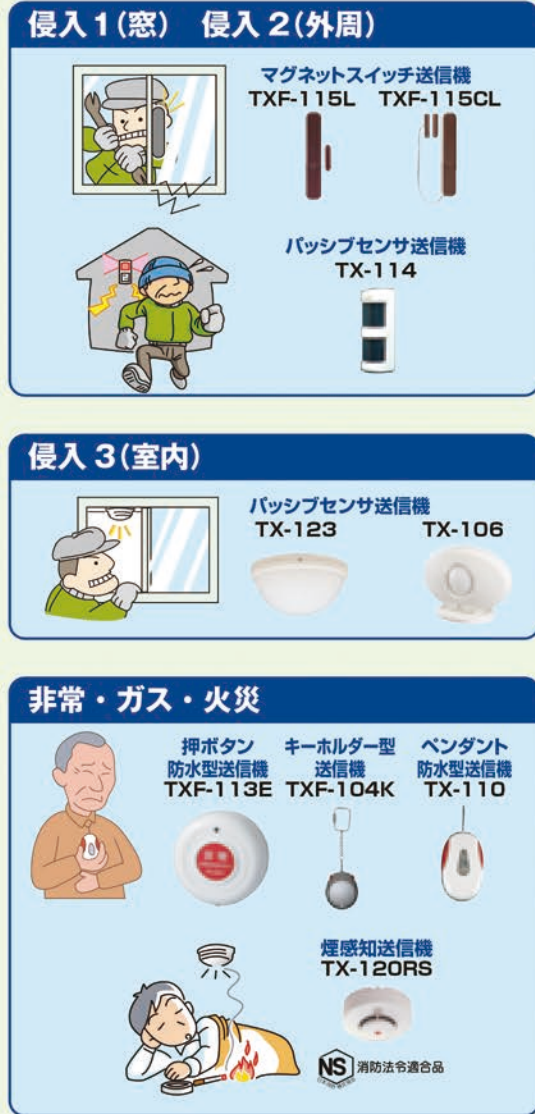 侵入1(窓) 侵入2(外周)
マグネットスイッチ送信機
TXF-115L TXF-115CL
パッシブセンサ送信機
TX-114
侵入3(室内)
パッシブセンサ送信機
TX-123 TX-106
非常・ガス・火災
押ボタン
防水型送信機
TXF-113E
キーホルダー型
送信機
TXF-104K
ペンダント
防水型送信機
TX-110
煙感知送信機
TX-120RS
NS 消防法令適合品